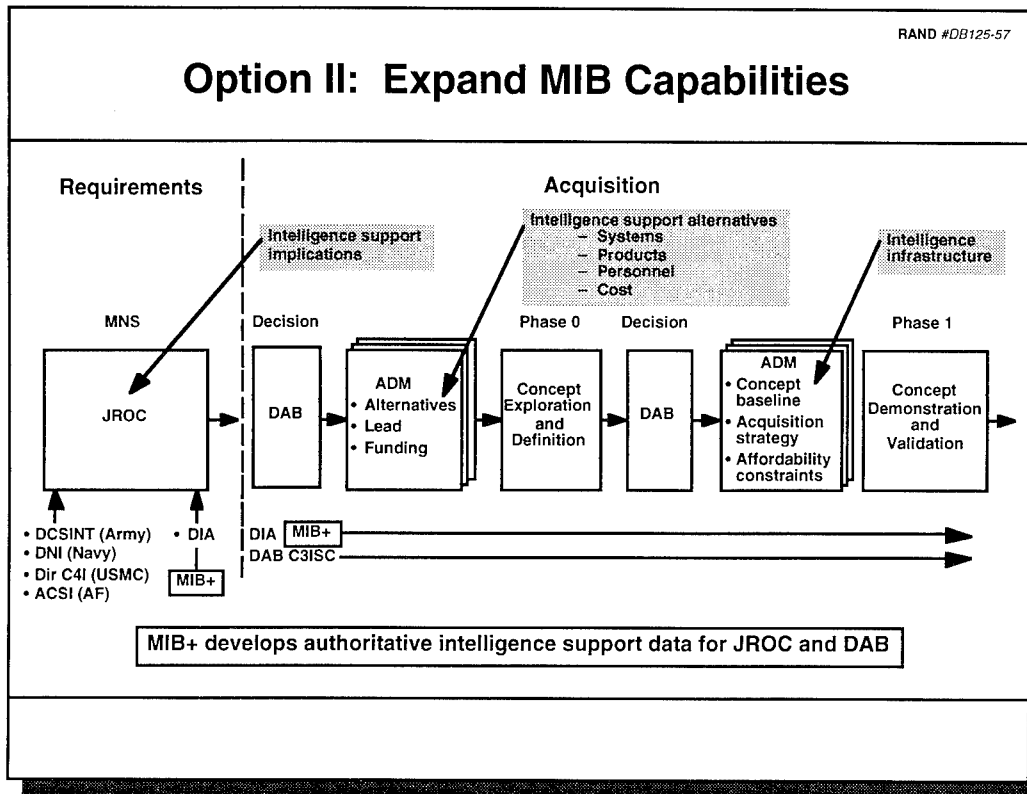 RAND #DB125-57
Option II: Expand MIB Capabilities
Requirements
Acquisition
Intelligence support
implications
Intelligence support alternatives
– Systems
– Products
– Personnel
– Cost
Intelligence
infrastructure
MNS
Decision
Phase 0
Decision
Phase 1
JROC
DAB
ADM
• Alternatives
• Lead
• Funding
Concept
Exploration
and
Definition
DAB
ADM
• Concept
baseline
• Acquisition
strategy
• Affordability
constraints
Concept
Demonstration
and
Validation
• DCSINT (Army)
• DNI (Navy)
• Dir C4I (USMC)
• ACSI (AF)
• DIA
MIB+
DIA MIB+
DAB C3ISC
MIB+ develops authoritative intelligence support data for JROC and DAB